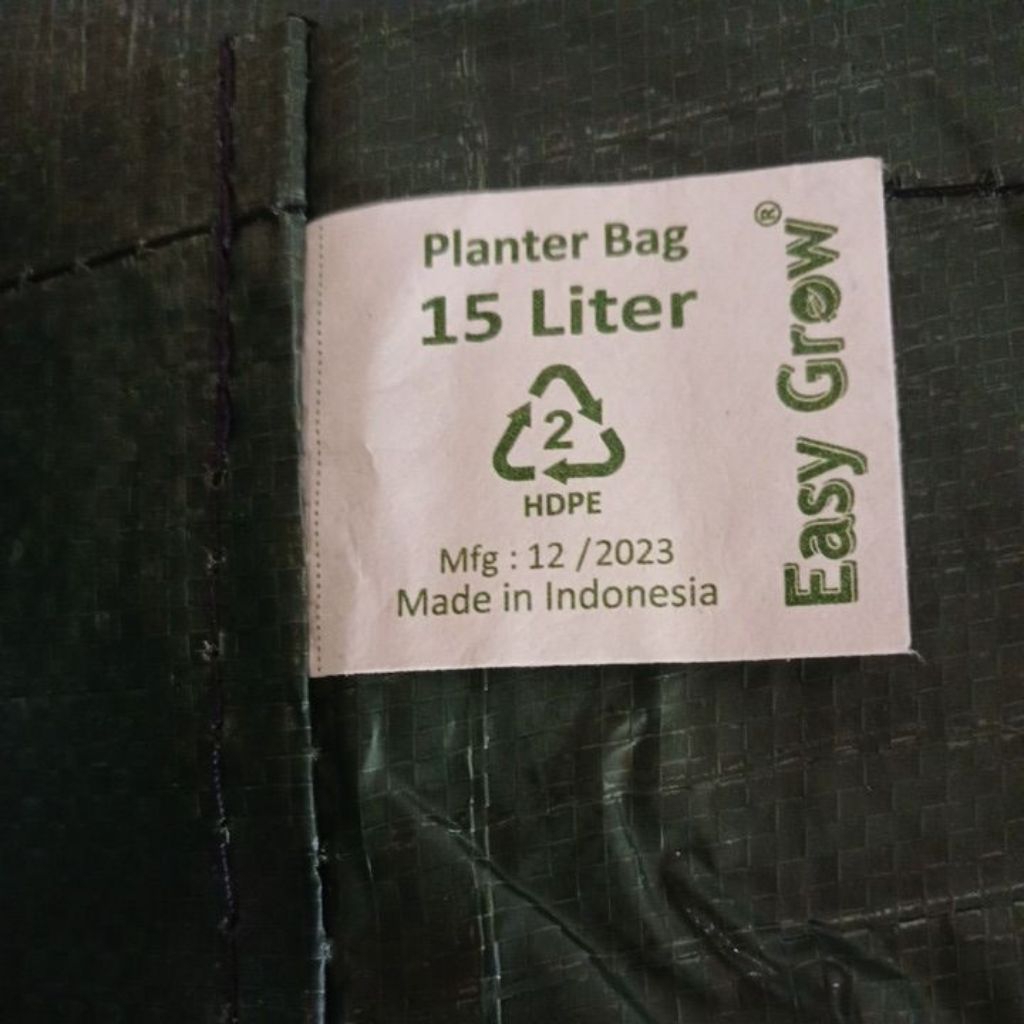 Planter Bag
15 Liter
2
HDPE
Mfg : 12 /2023
Made in Indonesia
Easy Grow®